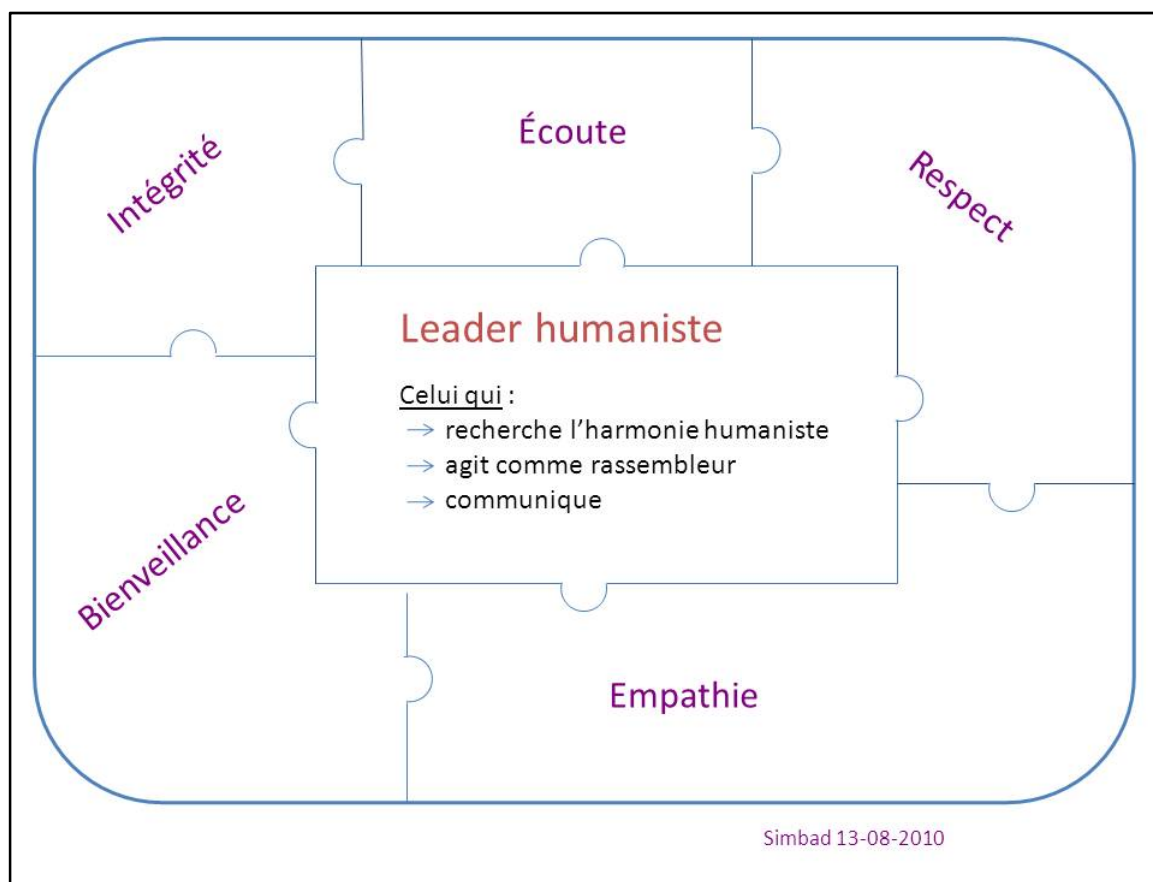 Intégrité
Écoute
Respect
Leader humaniste
Celui qui :
→ recherche l’harmonie humaniste
→ agit comme rassembleur
→ communique
Bienveillance
Empathie
Simbad 13-08-2010